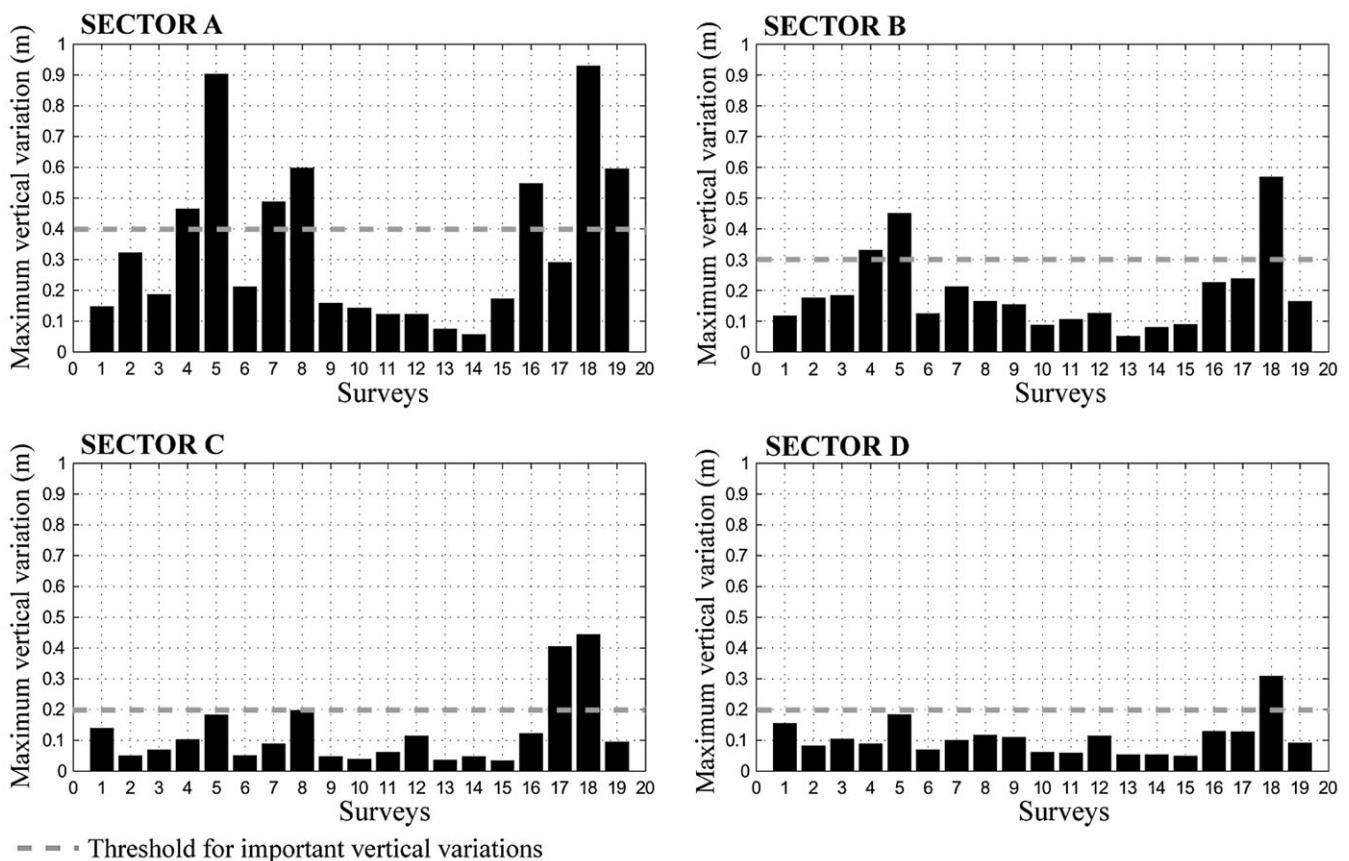 SECTOR A
Maximum vertical variation (m)
1
0.9
0.8
0.7
0.6
0.5
0.4
0.3
0.2
0.1
0
0 1 2 3 4 5 6 7 8 9 10 11 12 13 14 15 16 17 18 19 20
Surveys
SECTOR B
Maximum vertical variation (m)
1
0.9
0.8
0.7
0.6
0.5
0.4
0.3
0.2
0.1
0
0 1 2 3 4 5 6 7 8 9 10 11 12 13 14 15 16 17 18 19 20
Surveys
SECTOR C
Maximum vertical variation (m)
1
0.9
0.8
0.7
0.6
0.5
0.4
0.3
0.2
0.1
0
0 1 2 3 4 5 6 7 8 9 10 11 12 13 14 15 16 17 18 19 20
Surveys
SECTOR D
Maximum vertical variation (m)
1
0.9
0.8
0.7
0.6
0.5
0.4
0.3
0.2
0.1
0
0 1 2 3 4 5 6 7 8 9 10 11 12 13 14 15 16 17 18 19 20
Surveys
Threshold for important vertical variations